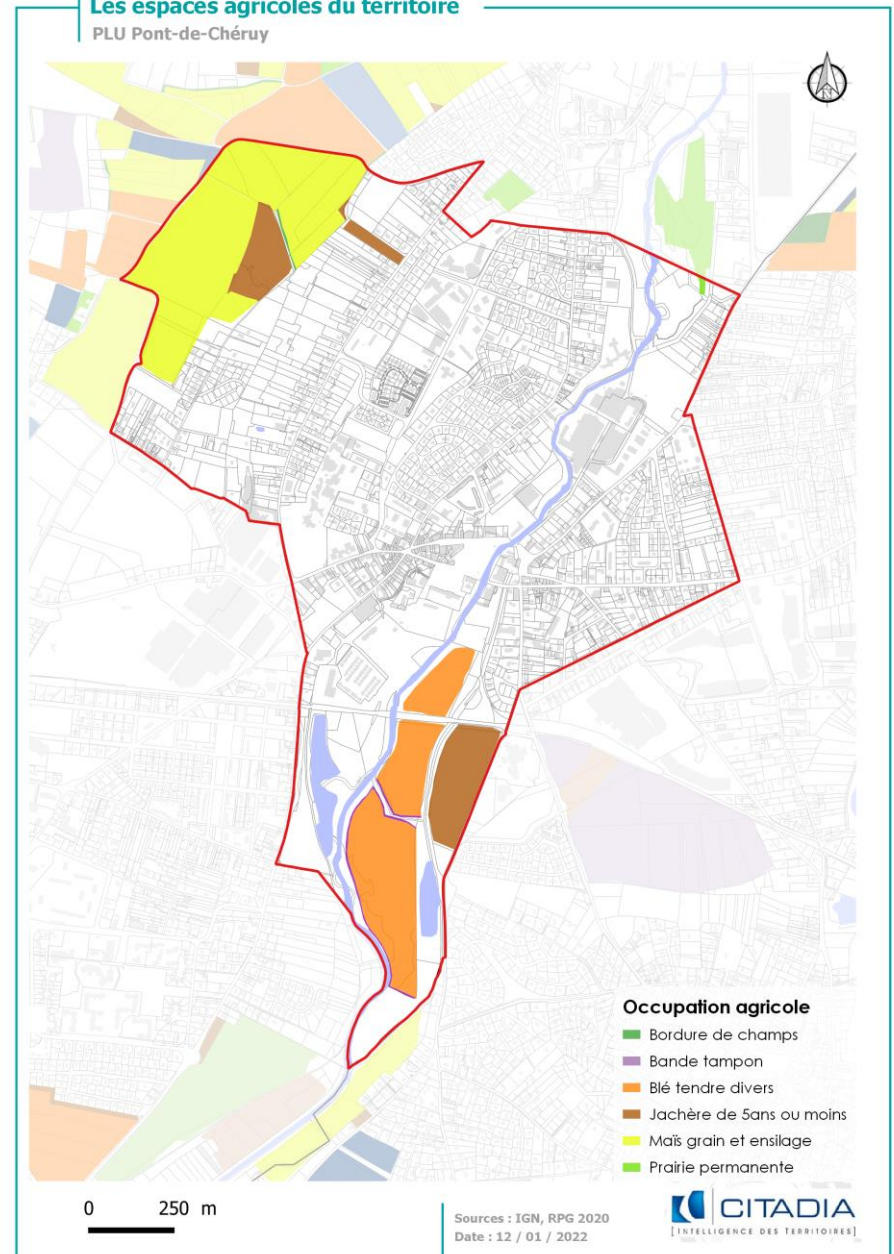 Les espaces agricoles du territoire
PLU Pont-de-Chéruy
N
Occupation agricole
Bordure de champs
Bande tampon
Blé tendre divers
Jachère de 5ans ou moins
Maïs grain et ensilage
Prairie permanente
0 250 m
Sources : IGN, RPG 2020
Date : 12 / 01 / 2022
CITADIA
[INTELLIGENCE DES TERRITOIRES]